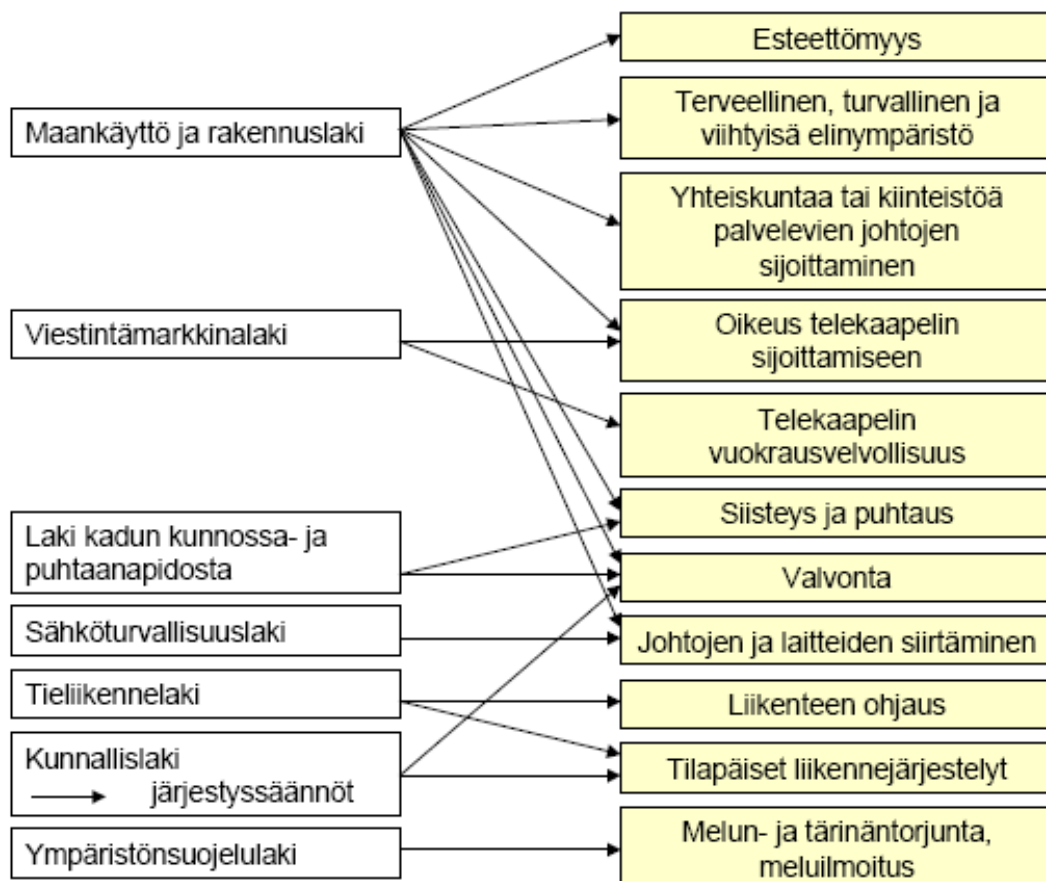 Maankäyttö ja rakennuslaki
Viestintämarkkinalaki
Laki kadun kunnossa- ja
puhtaanapidosta
Sähköturvallisuuslaki
Tieliikennelaki
Kunnallislaki
järjestyssäännöt
Ympäristönsuojelulaki
Esteettömyys
Terveellinen, turvallinen ja
viihtyisä elinympäristö
Yhteiskuntaa tai kiinteistöä
palvelevien johtojen
sijoittaminen
Oikeus telekaapelin
sijoittamiseen
Telekaapelin
vuokrausvelvollisuus
Siisteys ja puhtaus
Valvonta
Johtojen ja laitteiden siirtäminen
Liikenteen ohjaus
Tilapäiset liikennejärjestelyt
Melun- ja tärinäntorjunta,
meluilmoitus